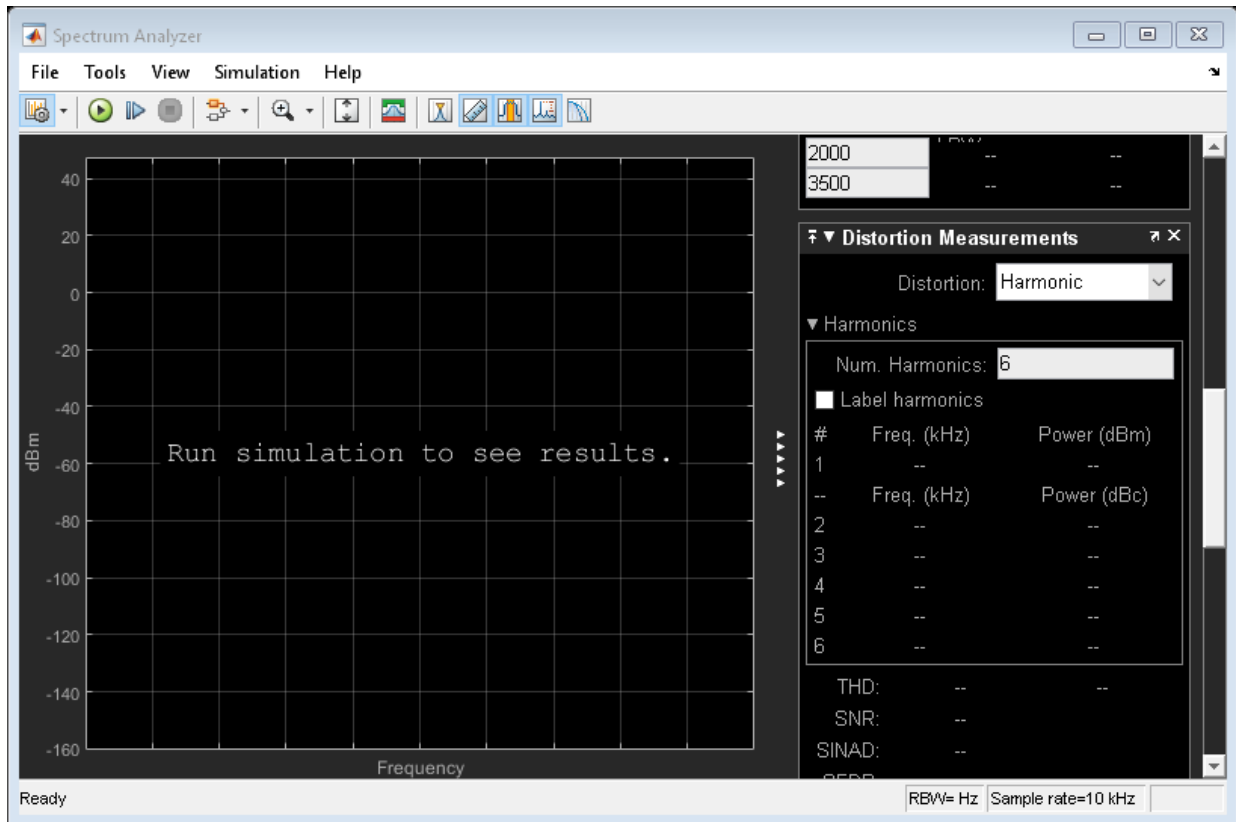 Spectrum Analyzer
File Tools View Simulation Help
2000 -- --
3500 -- --
Distortion Measurements
Distortion: Harmonic
Harmonics
Num. Harmonics: 6
Label harmonics
# Freq. (kHz) Power (dBm)
1 -- --
-- Freq. (kHz) Power (dBc)
2 -- --
3 -- --
4 -- --
5 -- --
6 -- --
THD: -- --
SNR: --
SINAD: --
40
20
0
-20
-40
-60
-80
-100
-120
-140
-160
dBm
Run simulation to see results.
Frequency
Ready
RBW= Hz Sample rate=10 kHz